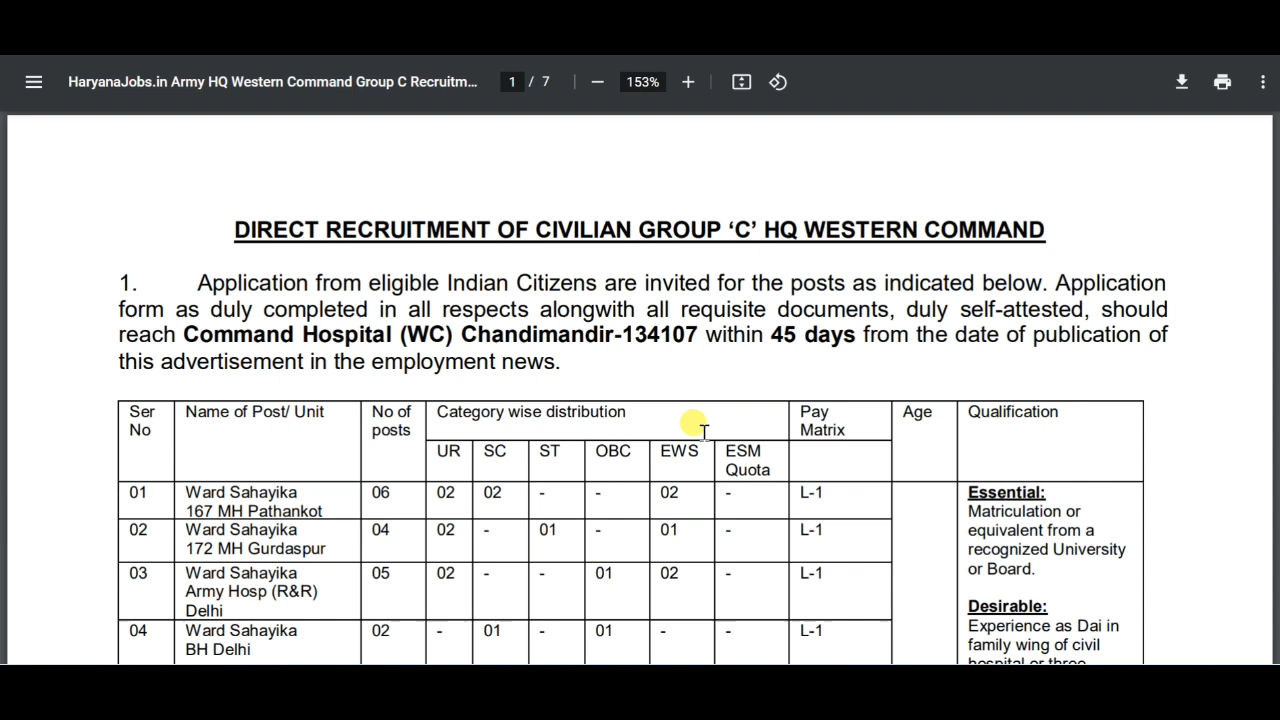 HaryanaJobs.in Army HQ Western Command Group C Recruitm... 1 / 7 153%
DIRECT RECRUITMENT OF CIVILIAN GROUP ‘C’ HQ WESTERN COMMAND
1. Application from eligible Indian Citizens are invited for the posts as indicated below. Application
form as duly completed in all respects alongwith all requisite documents, duly self-attested, should
reach Command Hospital (WC) Chandimandir-134107 within 45 days from the date of publication of
this advertisement in the employment news.
Ser No Name of Post/ Unit No of posts Category wise distribution Pay Matrix Age Qualification
UR SC ST OBC EWS ESM Quota
01 Ward Sahayika 167 MH Pathankot 06 02 02 - - 02 - L-1
02 Ward Sahayika 172 MH Gurdaspur 04 02 - 01 - 01 - L-1
03 Ward Sahayika Army Hosp (R&R) Delhi 05 02 - - 01 02 - L-1
04 Ward Sahayika BH Delhi 02 - 01 - 01 - - L-1
Essential:
Matriculation or
equivalent from a
recognized University
or Board.
Desirable:
Experience as Dai in
family wing of civil
hospital or three